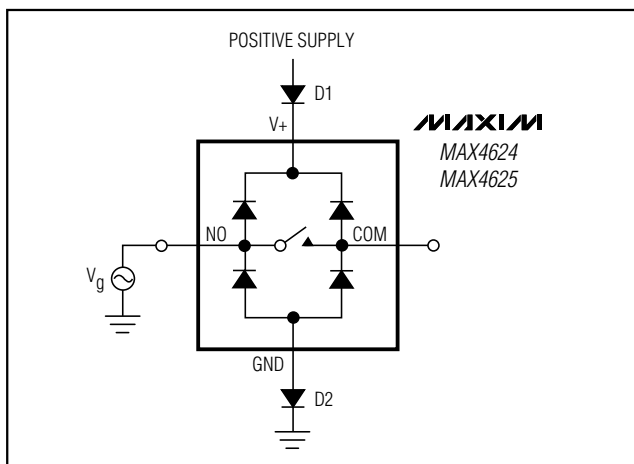 POSITIVE SUPPLY
D1
V+
MAXIM
MAX4624
MAX4625
NO
COM
Vg
GND
D2